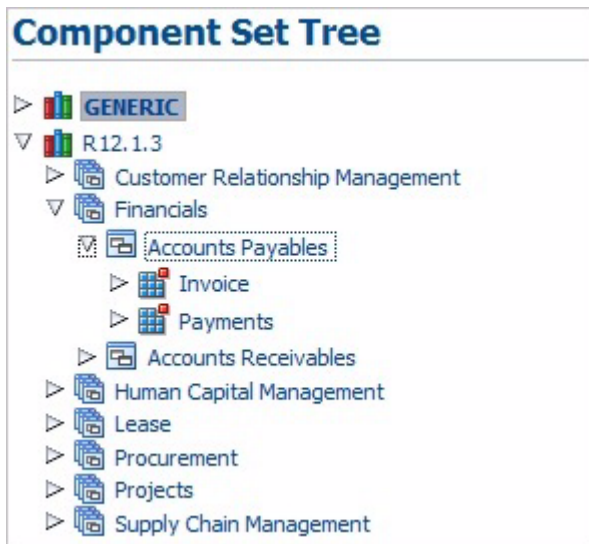 Component Set Tree
GENERIC
R12.1.3
Customer Relationship Management
Financials
Accounts Payables
Invoice
Payments
Accounts Receivables
Human Capital Management
Lease
Procurement
Projects
Supply Chain Management